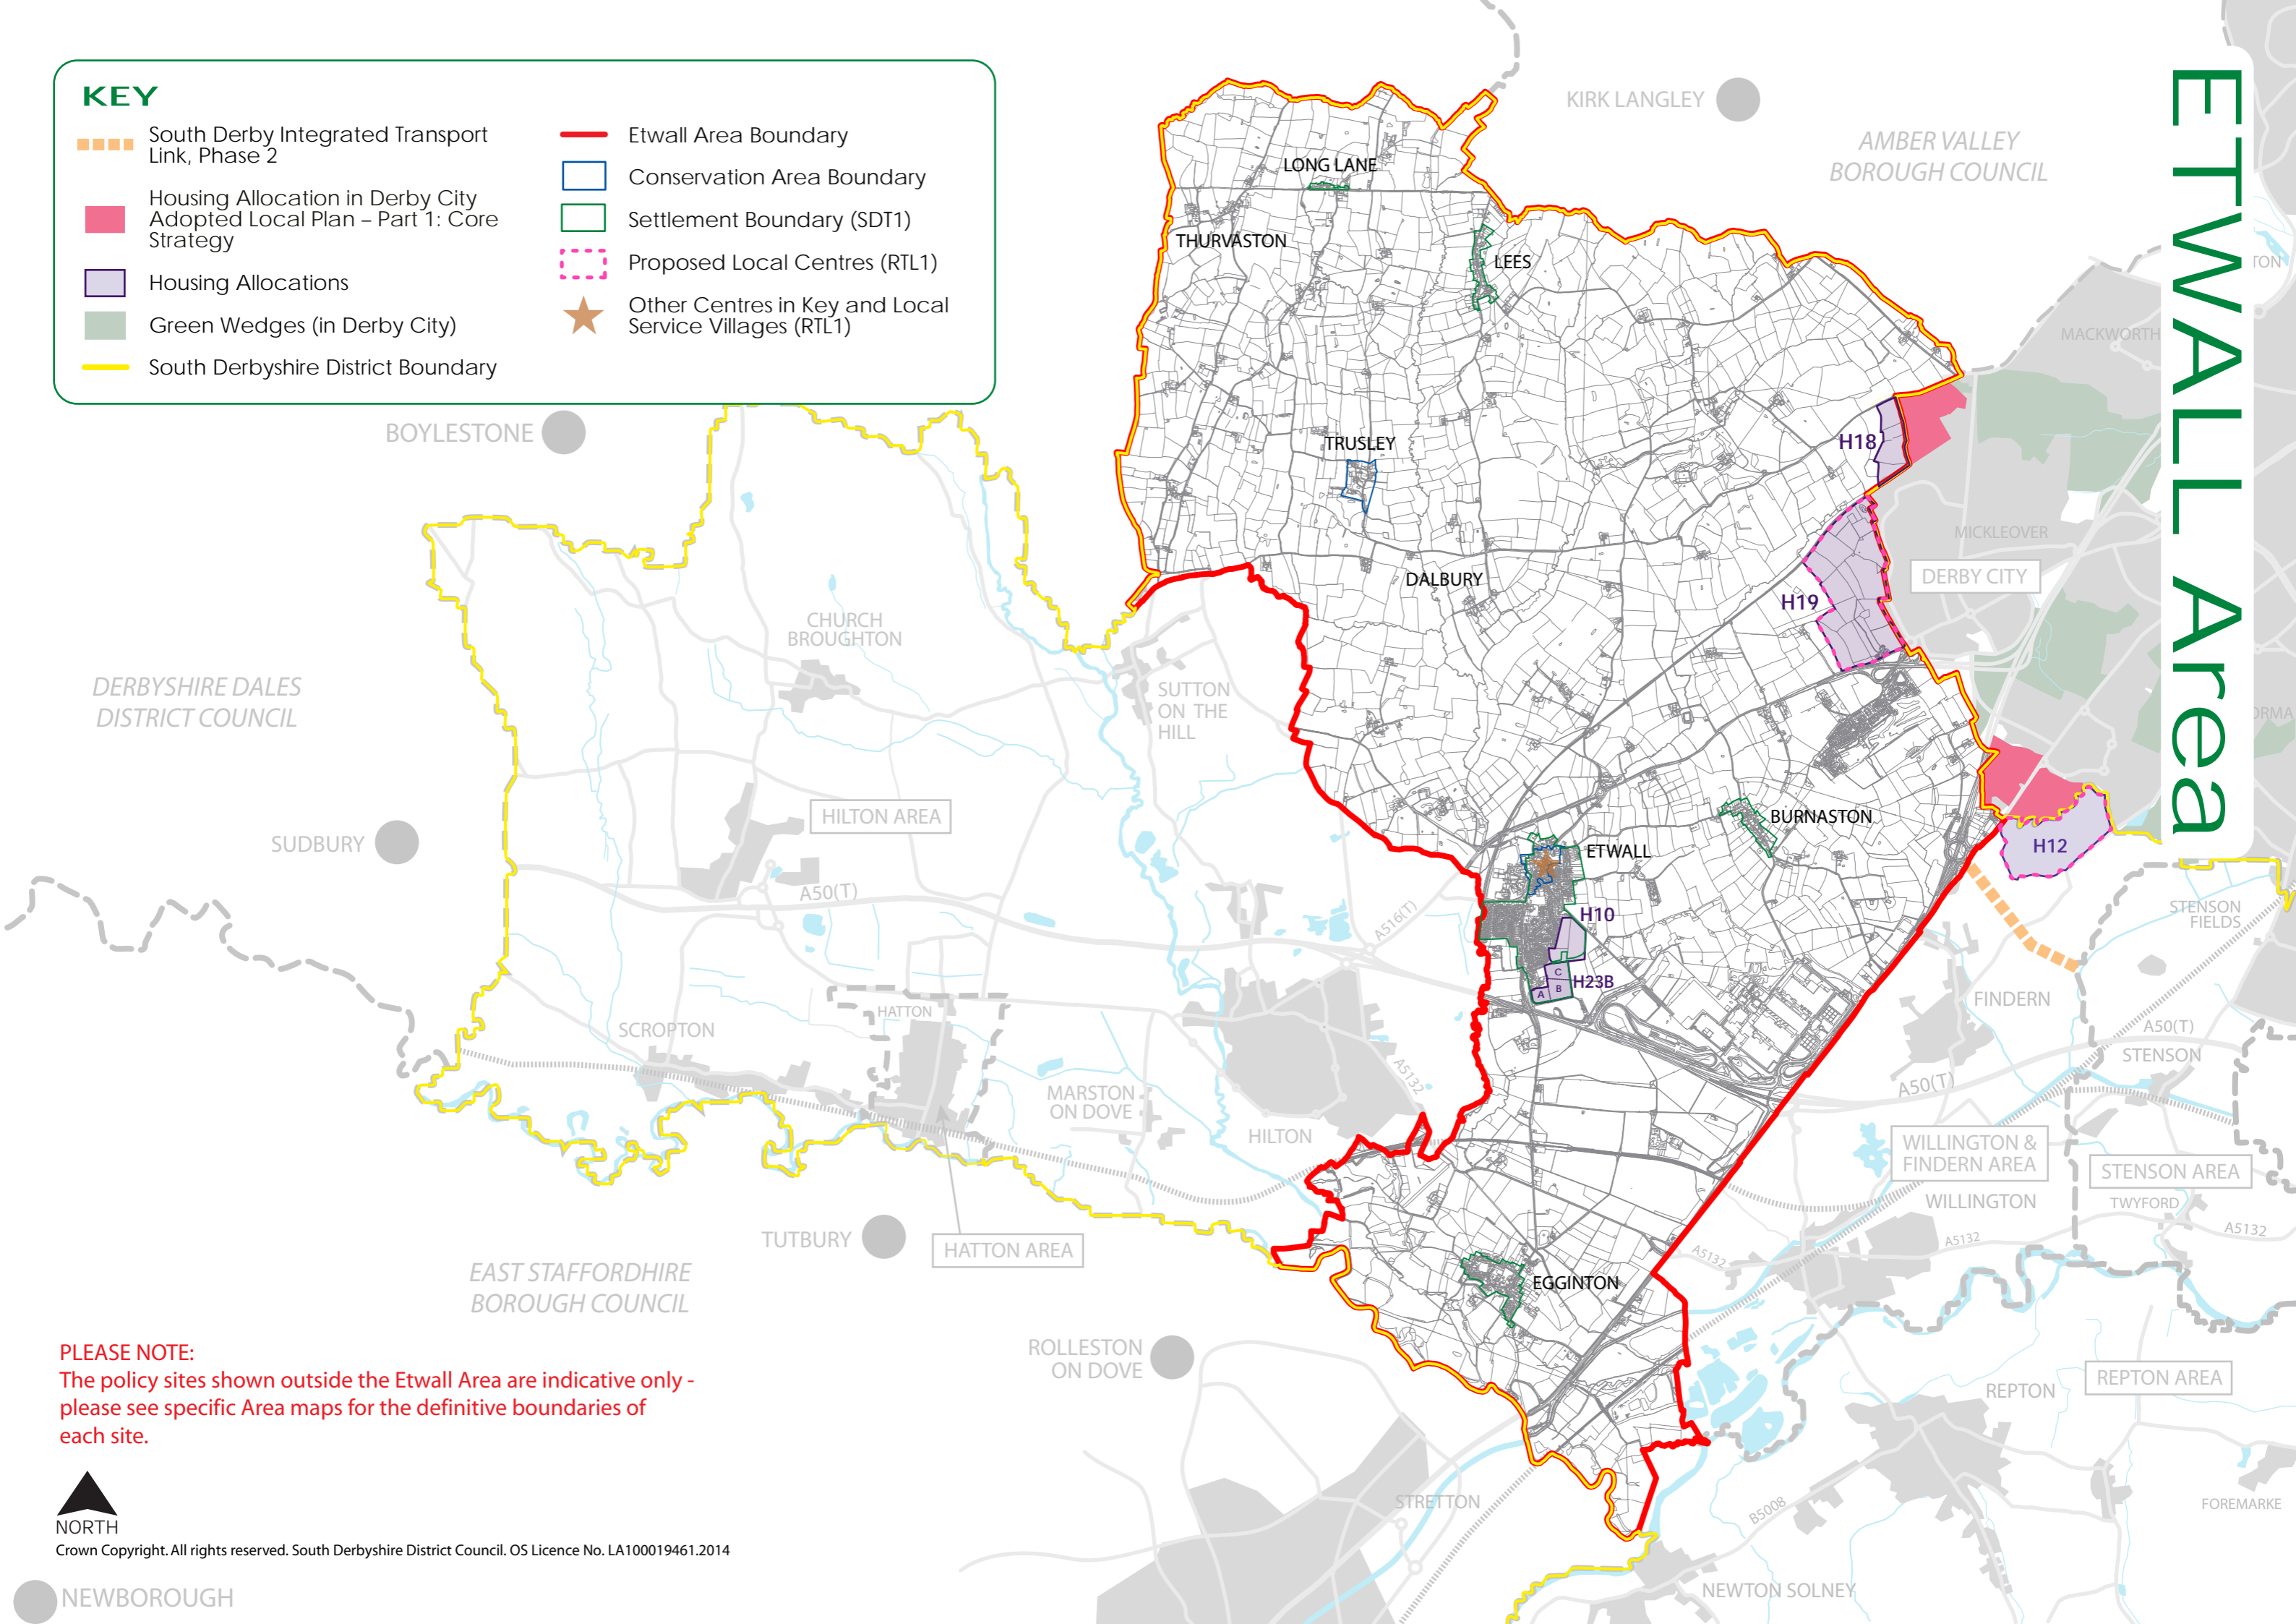 KEY
South Derby Integrated Transport
Link, Phase 2
Housing Allocation in Derby City
Adopted Local Plan – Part 1: Core
Strategy
Housing Allocations
Green Wedges (in Derby City)
South Derbyshire District Boundary
Etwall Area Boundary
Conservation Area Boundary
Settlement Boundary (SDT1)
Proposed Local Centres (RTL1)
Other Centres in Key and Local
Service Villages (RTL1)
ETWALL Area
KIRK LANGLEY
AMBER VALLEY
BOROUGH COUNCIL
LONG LANE
THURVASTON
LEES
TON
MACKWORTH
BOYLESTONE
TRUSLEY
H18
MICKLEOVER
DERBY CITY
DALBURY
H19
CHURCH
BROUGHTON
DERBYSHIRE DALES
DISTRICT COUNCIL
SUTTON
ON THE
HILL
ORMA
HILTON AREA
SUDBURY
BURNASTON
ETWALL
H12
A50(T)
A516(T)
H10
STENSON
FIELDS
C
H23B
A
B
FINDERN
HATTON
SCROPTON
A50(T)
STENSON
A5132
A50(T)
MARSTON
ON DOVE
HILTON
WILLINGTON &
FINDERN AREA
STENSON AREA
WILLINGTON
TWYFORD
A5132
A5132
A5132
TUTBURY
HATTON AREA
EAST STAFFORDHIRE
BOROUGH COUNCIL
EGGINTON
ROLLESTON
ON DOVE
REPTON
REPTON AREA
PLEASE NOTE:
The policy sites shown outside the Etwall Area are indicative only -
please see specific Area maps for the definitive boundaries of
each site.
STRETTON
B5008
FOREMARKE
NORTH
Crown Copyright. All rights reserved. South Derbyshire District Council. OS Licence No. LA100019461.2014
NEWBOROUGH
NEWTON SOLNEY